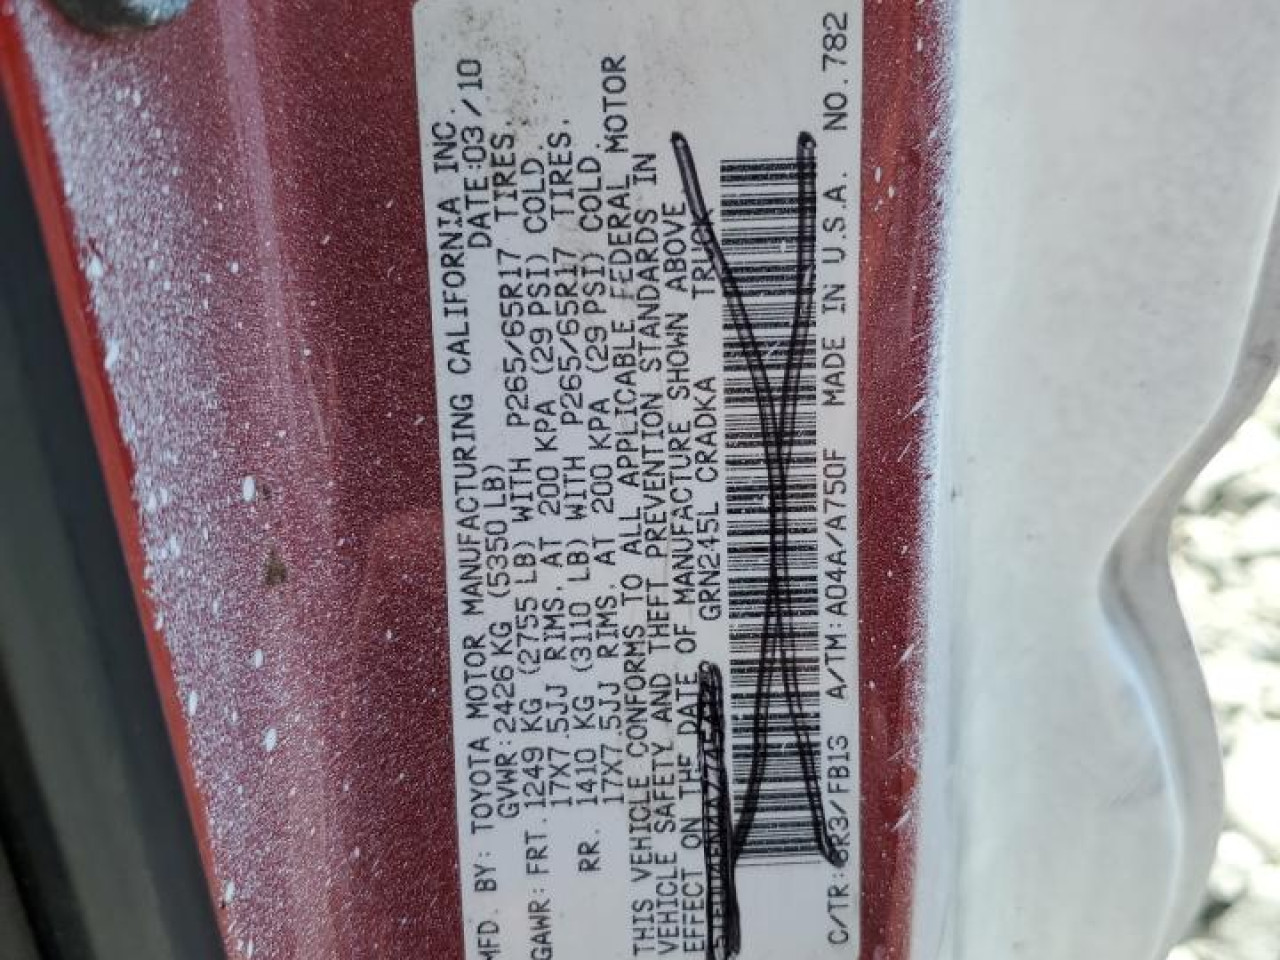 MFD. BY: TOYOTA MOTOR MANUFACTURING CALIFORNIA INC.
GVWR: 2426 KG (5350 LB) DATE: 03/10
GAWR: FRT. 1249 KG (2755 LB) WITH P265/65R17 TIRES.
17X7.5JJ RIMS. AT 200 KPA (29 PSI) COLD.
RR. 1410 KG (3110 LB) WITH P265/65R17 TIRES.
17X7.5JJ RIMS. AT 200 KPA (29 PSI) COLD.
THIS VEHICLE CONFORMS TO ALL APPLICABLE FEDERAL MOTOR
VEHICLE SAFETY AND THEFT PREVENTION STANDARDS IN
EFFECT ON THE DATE OF MANUFACTURE SHOWN ABOVE
GRN245L CRADKA TRUCK
C/TR: /FB13 A/TM: A04A/A750F MADE IN U.S.A. NO. 782